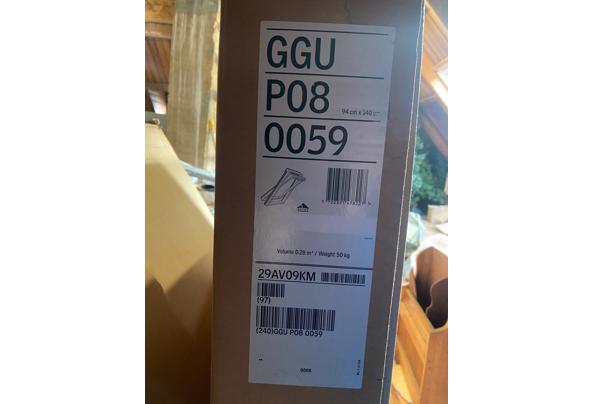 GGU
P08
94 cm x 140 cm
0059
Volume 0.28 m³ / Weight 50 kg
29AV09KM
(97)
(240)GGU P08 0059